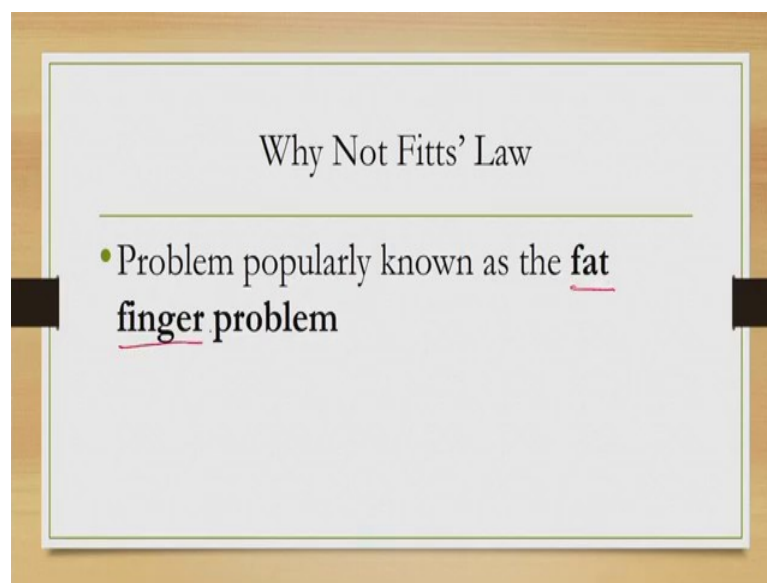 Why Not Fitts’ Law
•Problem popularly known as the fat
finger problem